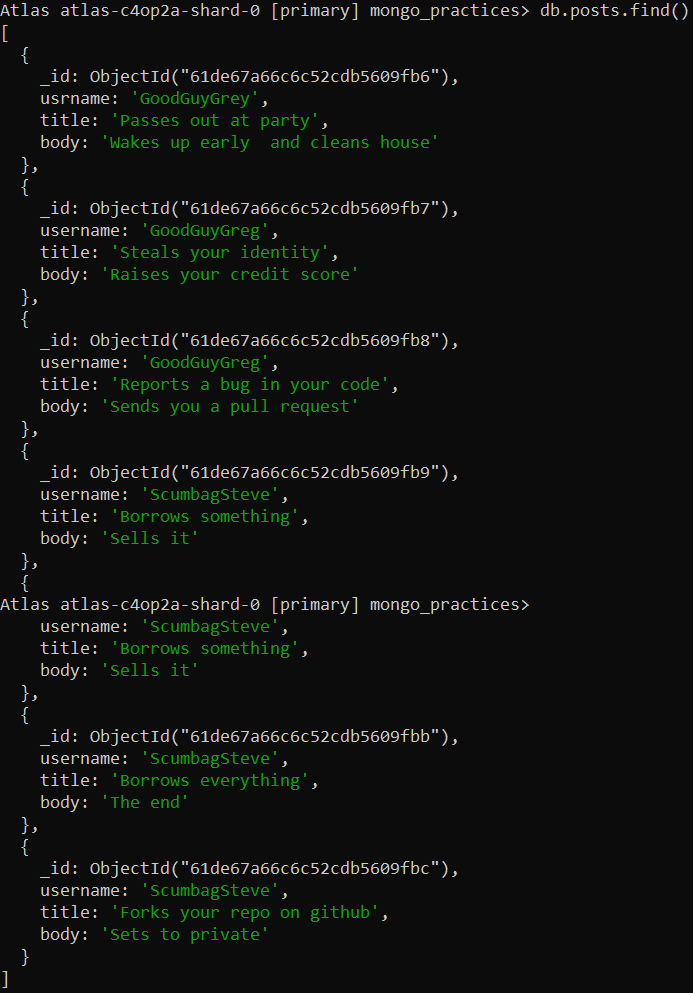 Atlas atlas-c4op2a-shard-0 [primary] mongo_practices> db.posts.find()
[
  {
    _id: ObjectId("61de67a66c6c52cdb5609fb6"),
    usrname: 'GoodGuyGrey',
    title: 'Passes out at party',
    body: 'Wakes up early  and cleans house'
  },
  {
    _id: ObjectId("61de67a66c6c52cdb5609fb7"),
    username: 'GoodGuyGreg',
    title: 'Steals your identity',
    body: 'Raises your credit score'
  },
  {
    _id: ObjectId("61de67a66c6c52cdb5609fb8"),
    username: 'GoodGuyGreg',
    title: 'Reports a bug in your code',
    body: 'Sends you a pull request'
  },
  {
    _id: ObjectId("61de67a66c6c52cdb5609fb9"),
    username: 'ScumbagSteve',
    title: 'Borrows something',
    body: 'Sells it'
  },
  {
Atlas atlas-c4op2a-shard-0 [primary] mongo_practices>
    username: 'ScumbagSteve',
    title: 'Borrows something',
    body: 'Sells it'
  },
  {
    _id: ObjectId("61de67a66c6c52cdb5609fbb"),
    username: 'ScumbagSteve',
    title: 'Borrows everything',
    body: 'The end'
  },
  {
    _id: ObjectId("61de67a66c6c52cdb5609fbc"),
    username: 'ScumbagSteve',
    title: 'Forks your repo on github',
    body: 'Sets to private'
  }
]